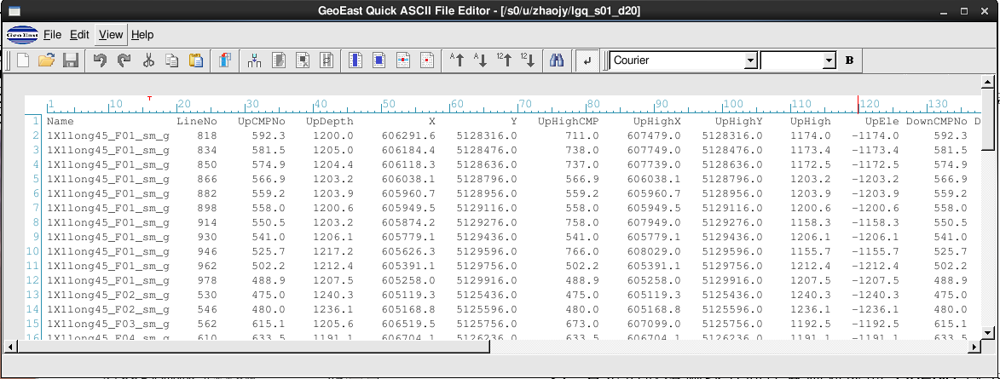 GeoEast Quick ASCII File Editor - [/s0/u/zhaojy/lgq_s01_d20]
GeoEast File Edit View Help
Courier B
1 10 20 30 40 50 60 70 80 90 100 110 120 130
1 Name LineNo UpCMPNo UpDepth X Y UpHighCMP UpHighX UpHighY UpHigh UpEle DownCMPNo D
2 1X1long45_F01_sm_g 818 592.3 1200.0 606291.6 5128316.0 711.0 607479.0 5128316.0 1174.0 -1174.0 592.3
3 1X1long45_F01_sm_g 834 581.5 1205.0 606184.4 5128476.0 738.0 607749.0 5128476.0 1173.4 -1173.4 581.5
4 1X1long45_F01_sm_g 850 574.9 1204.4 606118.3 5128636.0 737.0 607739.0 5128636.0 1172.5 -1172.5 574.9
5 1X1long45_F01_sm_g 866 566.9 1203.2 606038.1 5128796.0 566.9 606038.1 5128796.0 1203.2 -1203.2 566.9
6 1X1long45_F01_sm_g 882 559.2 1203.9 605960.7 5128956.0 559.2 605960.7 5128956.0 1203.9 -1203.9 559.2
7 1X1long45_F01_sm_g 898 558.0 1200.6 605949.5 5129116.0 558.0 605949.5 5129116.0 1200.6 -1200.6 558.0
8 1X1long45_F01_sm_g 914 550.5 1203.2 605874.2 5129276.0 758.0 607949.0 5129276.0 1158.3 -1158.3 550.5
9 1X1long45_F01_sm_g 930 541.0 1206.1 605779.1 5129436.0 541.0 605779.1 5129436.0 1206.1 -1206.1 541.0
10 1X1long45_F01_sm_g 946 525.7 1217.2 605626.3 5129596.0 766.0 608029.0 5129596.0 1155.7 -1155.7 525.7
11 1X1long45_F01_sm_g 962 502.2 1212.4 605391.1 5129756.0 502.2 605391.1 5129756.0 1212.4 -1212.4 502.2
12 1X1long45_F01_sm_g 978 488.9 1207.5 605258.0 5129916.0 488.9 605258.0 5129916.0 1207.5 -1207.5 488.9
13 1X1long45_F02_sm_g 530 475.0 1240.3 605119.3 5125436.0 475.0 605119.3 5125436.0 1240.3 -1240.3 475.0
14 1X1long45_F02_sm_g 546 480.0 1236.1 605168.8 5125596.0 480.0 605168.8 5125596.0 1236.1 -1236.1 480.0
15 1X1long45_F03_sm_g 562 615.1 1205.6 606519.5 5125756.0 673.0 607099.0 5125756.0 1192.5 -1192.5 615.1
16 1X1long45_F04_sm_g 610 633.5 1191.1 606704.1 5126236.0 633.5 606704.1 5126236.0 1191.1 -1191.1 633.5